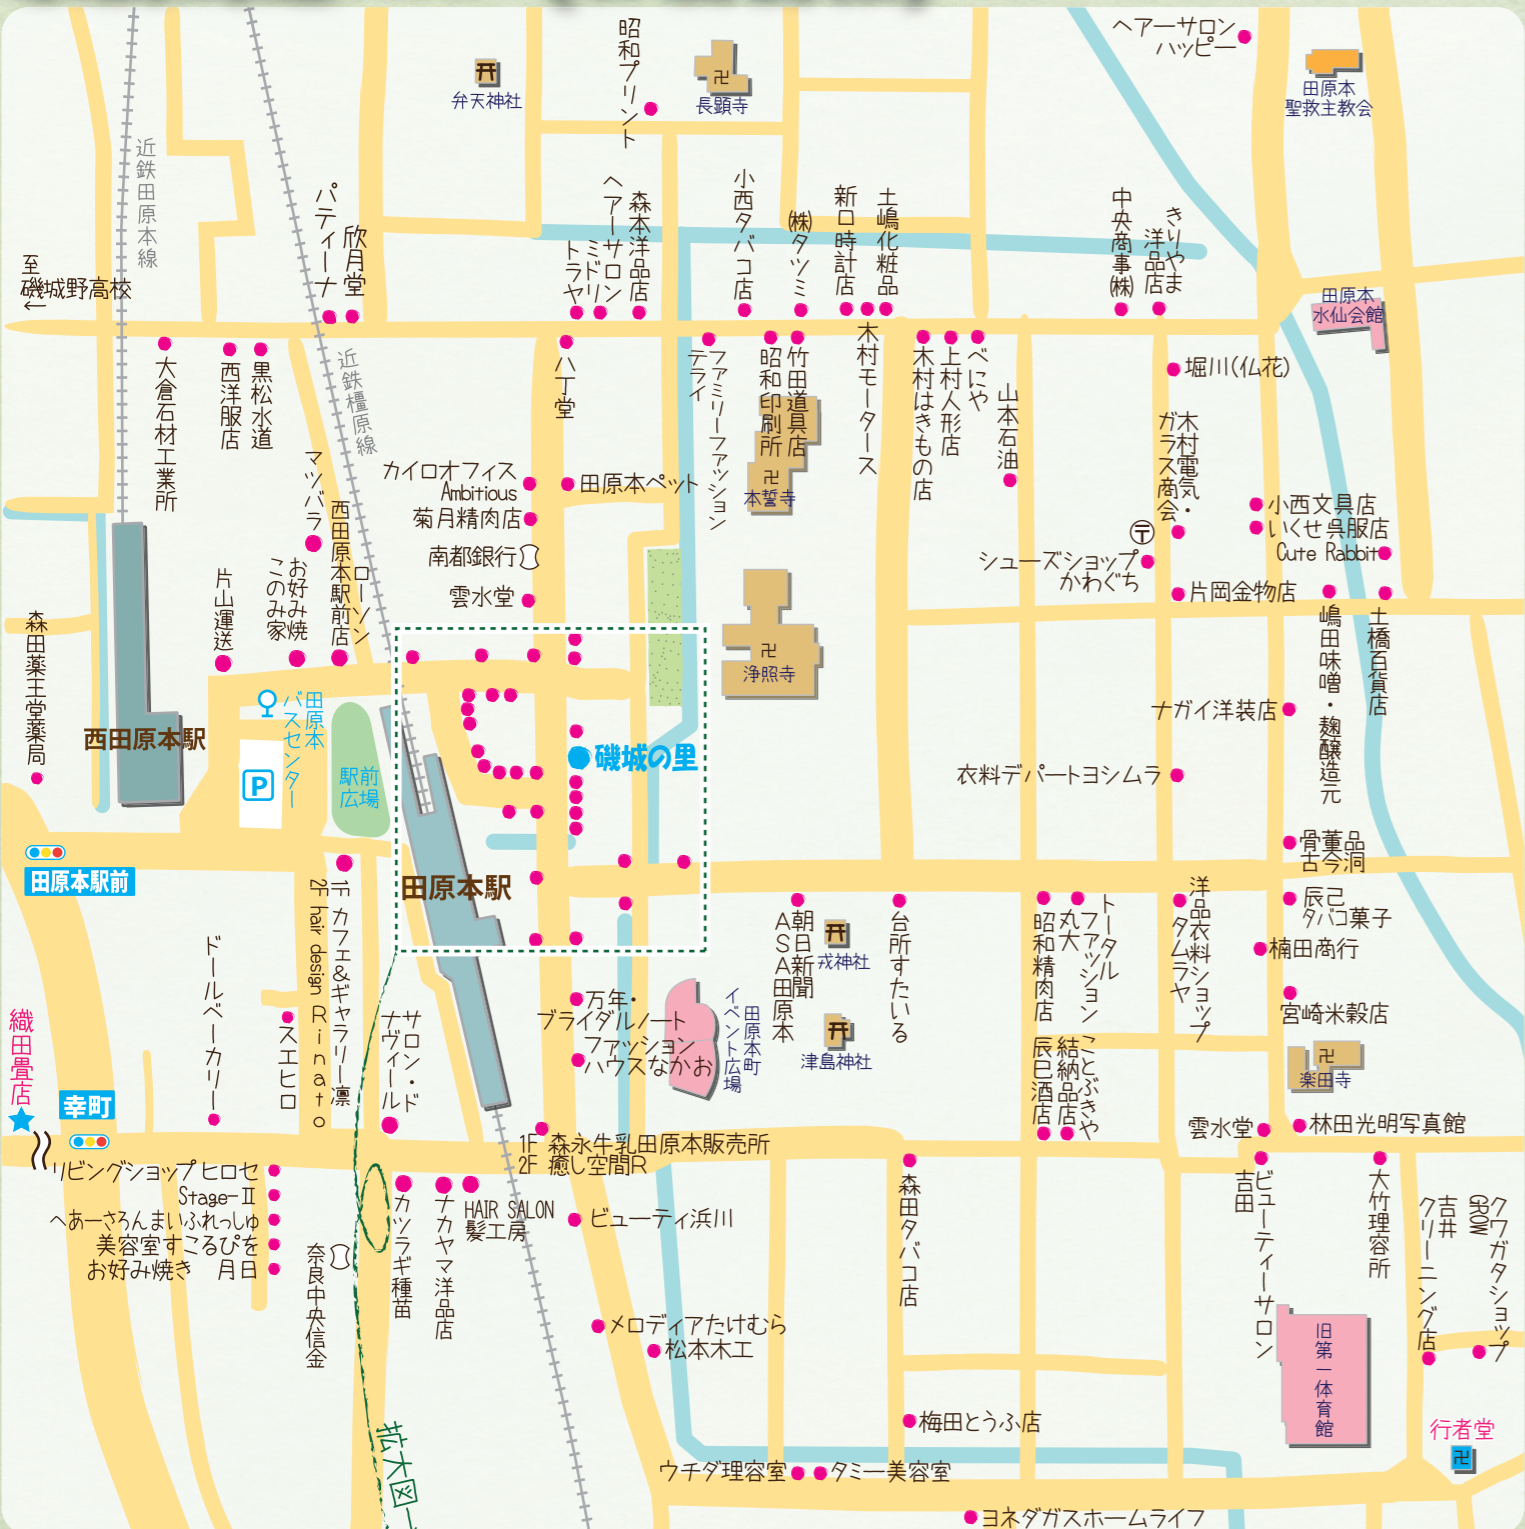 ヘアーサロン
ハッピー
昭和プリント
弁天神社
卍
長顕寺
田原本
聖救主教会
近鉄田原本線
パティーナ
欣月堂
至
磯城野高校
←
トラヤ
ヘアーサロン
ミドリ
森本洋品店
小西タバコ店
㈱タツミ
新口時計店
土嶋化粧品
中央商事㈱
きりやま
洋品店
田原本
水仙会館
大倉石材工業所
西洋服店
黒松水道
近鉄橿原線
八丁堂
ファミリーファッション
テライ
昭和印刷所
竹田道具店
木村モータース
木村はきもの店
上村人形店
べにや
山本石油
堀川(仏花)
木村電気・
ガラス商会
マツバラ
カイロオフィス
Ambitious
田原本ペット
菊月精肉店
南都銀行
雲水堂
卍
本誓寺
小西文具店
いくせ呉服店
Cute Rabbit
〒
シューズショップ
かわぐち
片岡金物店
嶋田味噌・麹醸造元
土橋百貨店
森田薬王堂薬局
片山運送
お好み焼
このみ家
ローソン
西田原本駅前店
卍
浄照寺
西田原本駅
田原本
バスセンター
P
駅前
広場
磯城の里
ナガイ洋装店
衣料デパートヨシムラ
骨董品
古今洞
田原本駅前
田原本駅
辰己
タバコ菓子
楠田商行
宮崎米穀店
1F カフェ&ギャラリー凛
2F hair design Rinato
ドールベーカリー
スエヒロ
サロン・ド
ナヴィール
万年・
ブライダルノート
ファッション
ハウスなかお
田原本町
イベント広場
朝日新聞
ASA田原本
戎神社
津島神社
台所すたいる
昭和精肉店
トータル
ファッション
丸大
洋品衣料ショップ
タムラヤ
辰巳酒店
ことぶきや
結納品店
卍
楽田寺
織田畳店
幸町
雲水堂
林田光明写真館
1F 森永牛乳田原本販売所
2F 癒し空間R
リビングショップ ヒロセ
Stage-Ⅱ
へあーさろんまいふれっしゅ
美容室すこるぴを
お好み焼き 月日
奈良中央信金
カツラギ種苗
ナカヤマ洋品店
HAIR SALON
髪工房
ビューティ浜川
森田タバコ店
ビューティーサロン
吉田
大竹理容所
吉井
クリーニング店
クワガタショップ
GROW
メロディアたけむら
松本木工
旧第一体育館
梅田とうふ店
行者堂
卍
ウチダ理容室
タミー美容室
ヨネダガスホームライフ
拡大図